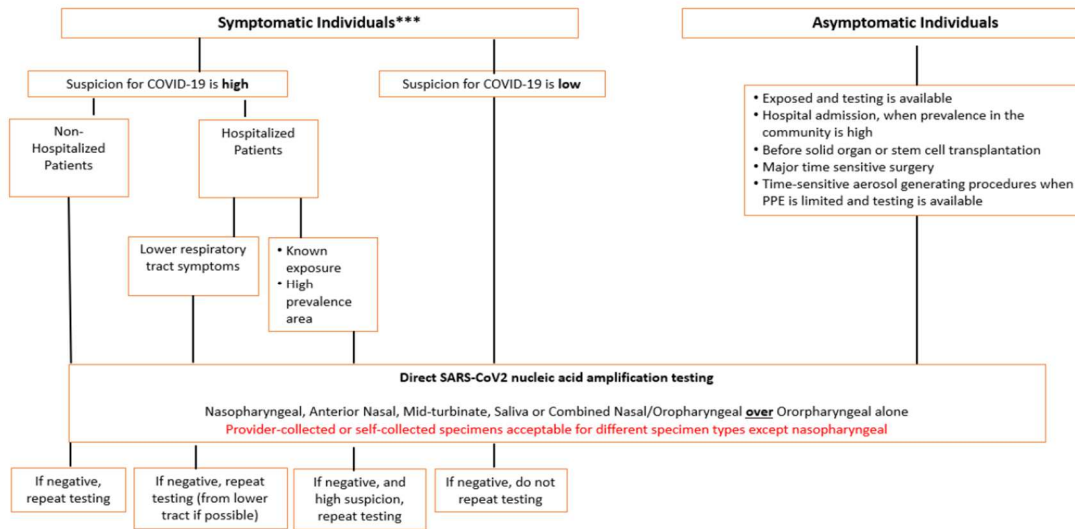 Symptomatic Individuals***
Asymptomatic Individuals
Suspicion for COVID-19 is high
Suspicion for COVID-19 is low
Non-
Hospitalized
Patients
Hospitalized
Patients
• Exposed and testing is available
• Hospital admission, when prevalence in the
community is high
• Before solid organ or stem cell transplantation
• Major time sensitive surgery
• Time-sensitive aerosol generating procedures when
PPE is limited and testing is available
Lower respiratory
tract symptoms
• Known
exposure
• High
prevalence
area
Direct SARS-CoV2 nucleic acid amplification testing
Nasopharyngeal, Anterior Nasal, Mid-turbinate, Saliva or Combined Nasal/Oropharyngeal over Ororpharyngeal alone
Provider-collected or self-collected specimens acceptable for different specimen types except nasopharyngeal
If negative,
repeat testing
If negative, repeat
testing (from lower
tract if possible)
If negative, and
high suspicion,
repeat testing
If negative, do not
repeat testing